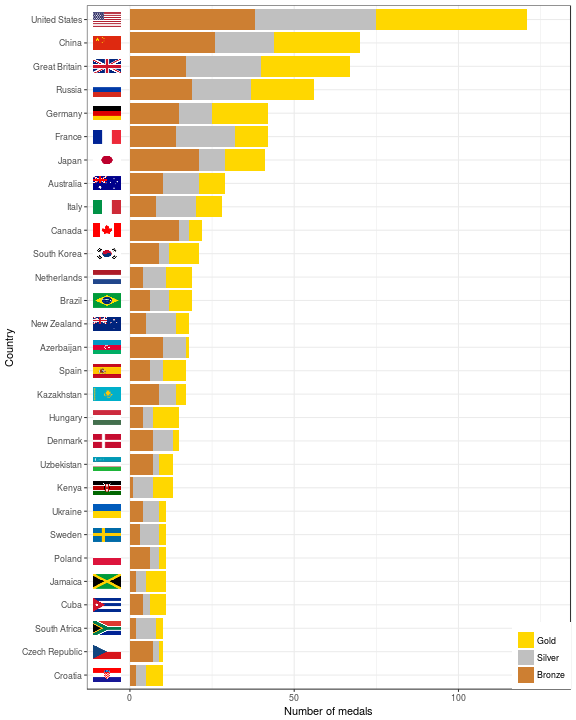 Country
United States
China
Great Britain
Russia
Germany
France
Japan
Australia
Italy
Canada
South Korea
Netherlands
Brazil
New Zealand
Azerbaijan
Spain
Kazakhstan
Hungary
Denmark
Uzbekistan
Kenya
Ukraine
Sweden
Poland
Jamaica
Cuba
South Africa
Czech Republic
Croatia
Gold
Silver
Bronze
0 50 100
Number of medals